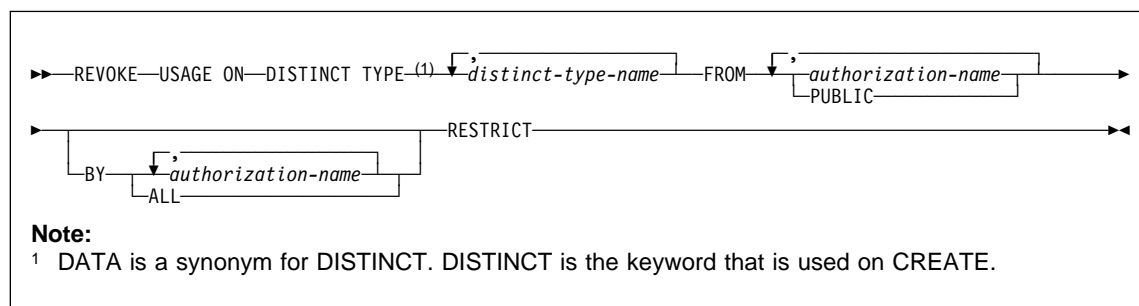 ,
,
REVOKE USAGE ON DISTINCT TYPE (1) distinct-type-name FROM authorization-name
PUBLIC
RESTRICT
,
BY authorization-name
ALL
Note:
1 DATA is a synonym for DISTINCT. DISTINCT is the keyword that is used on CREATE.